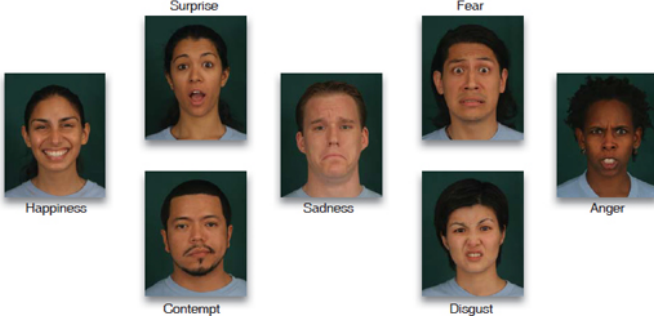 Surprise
Fear
Happiness
Sadness
Anger
Contempt
Disgust